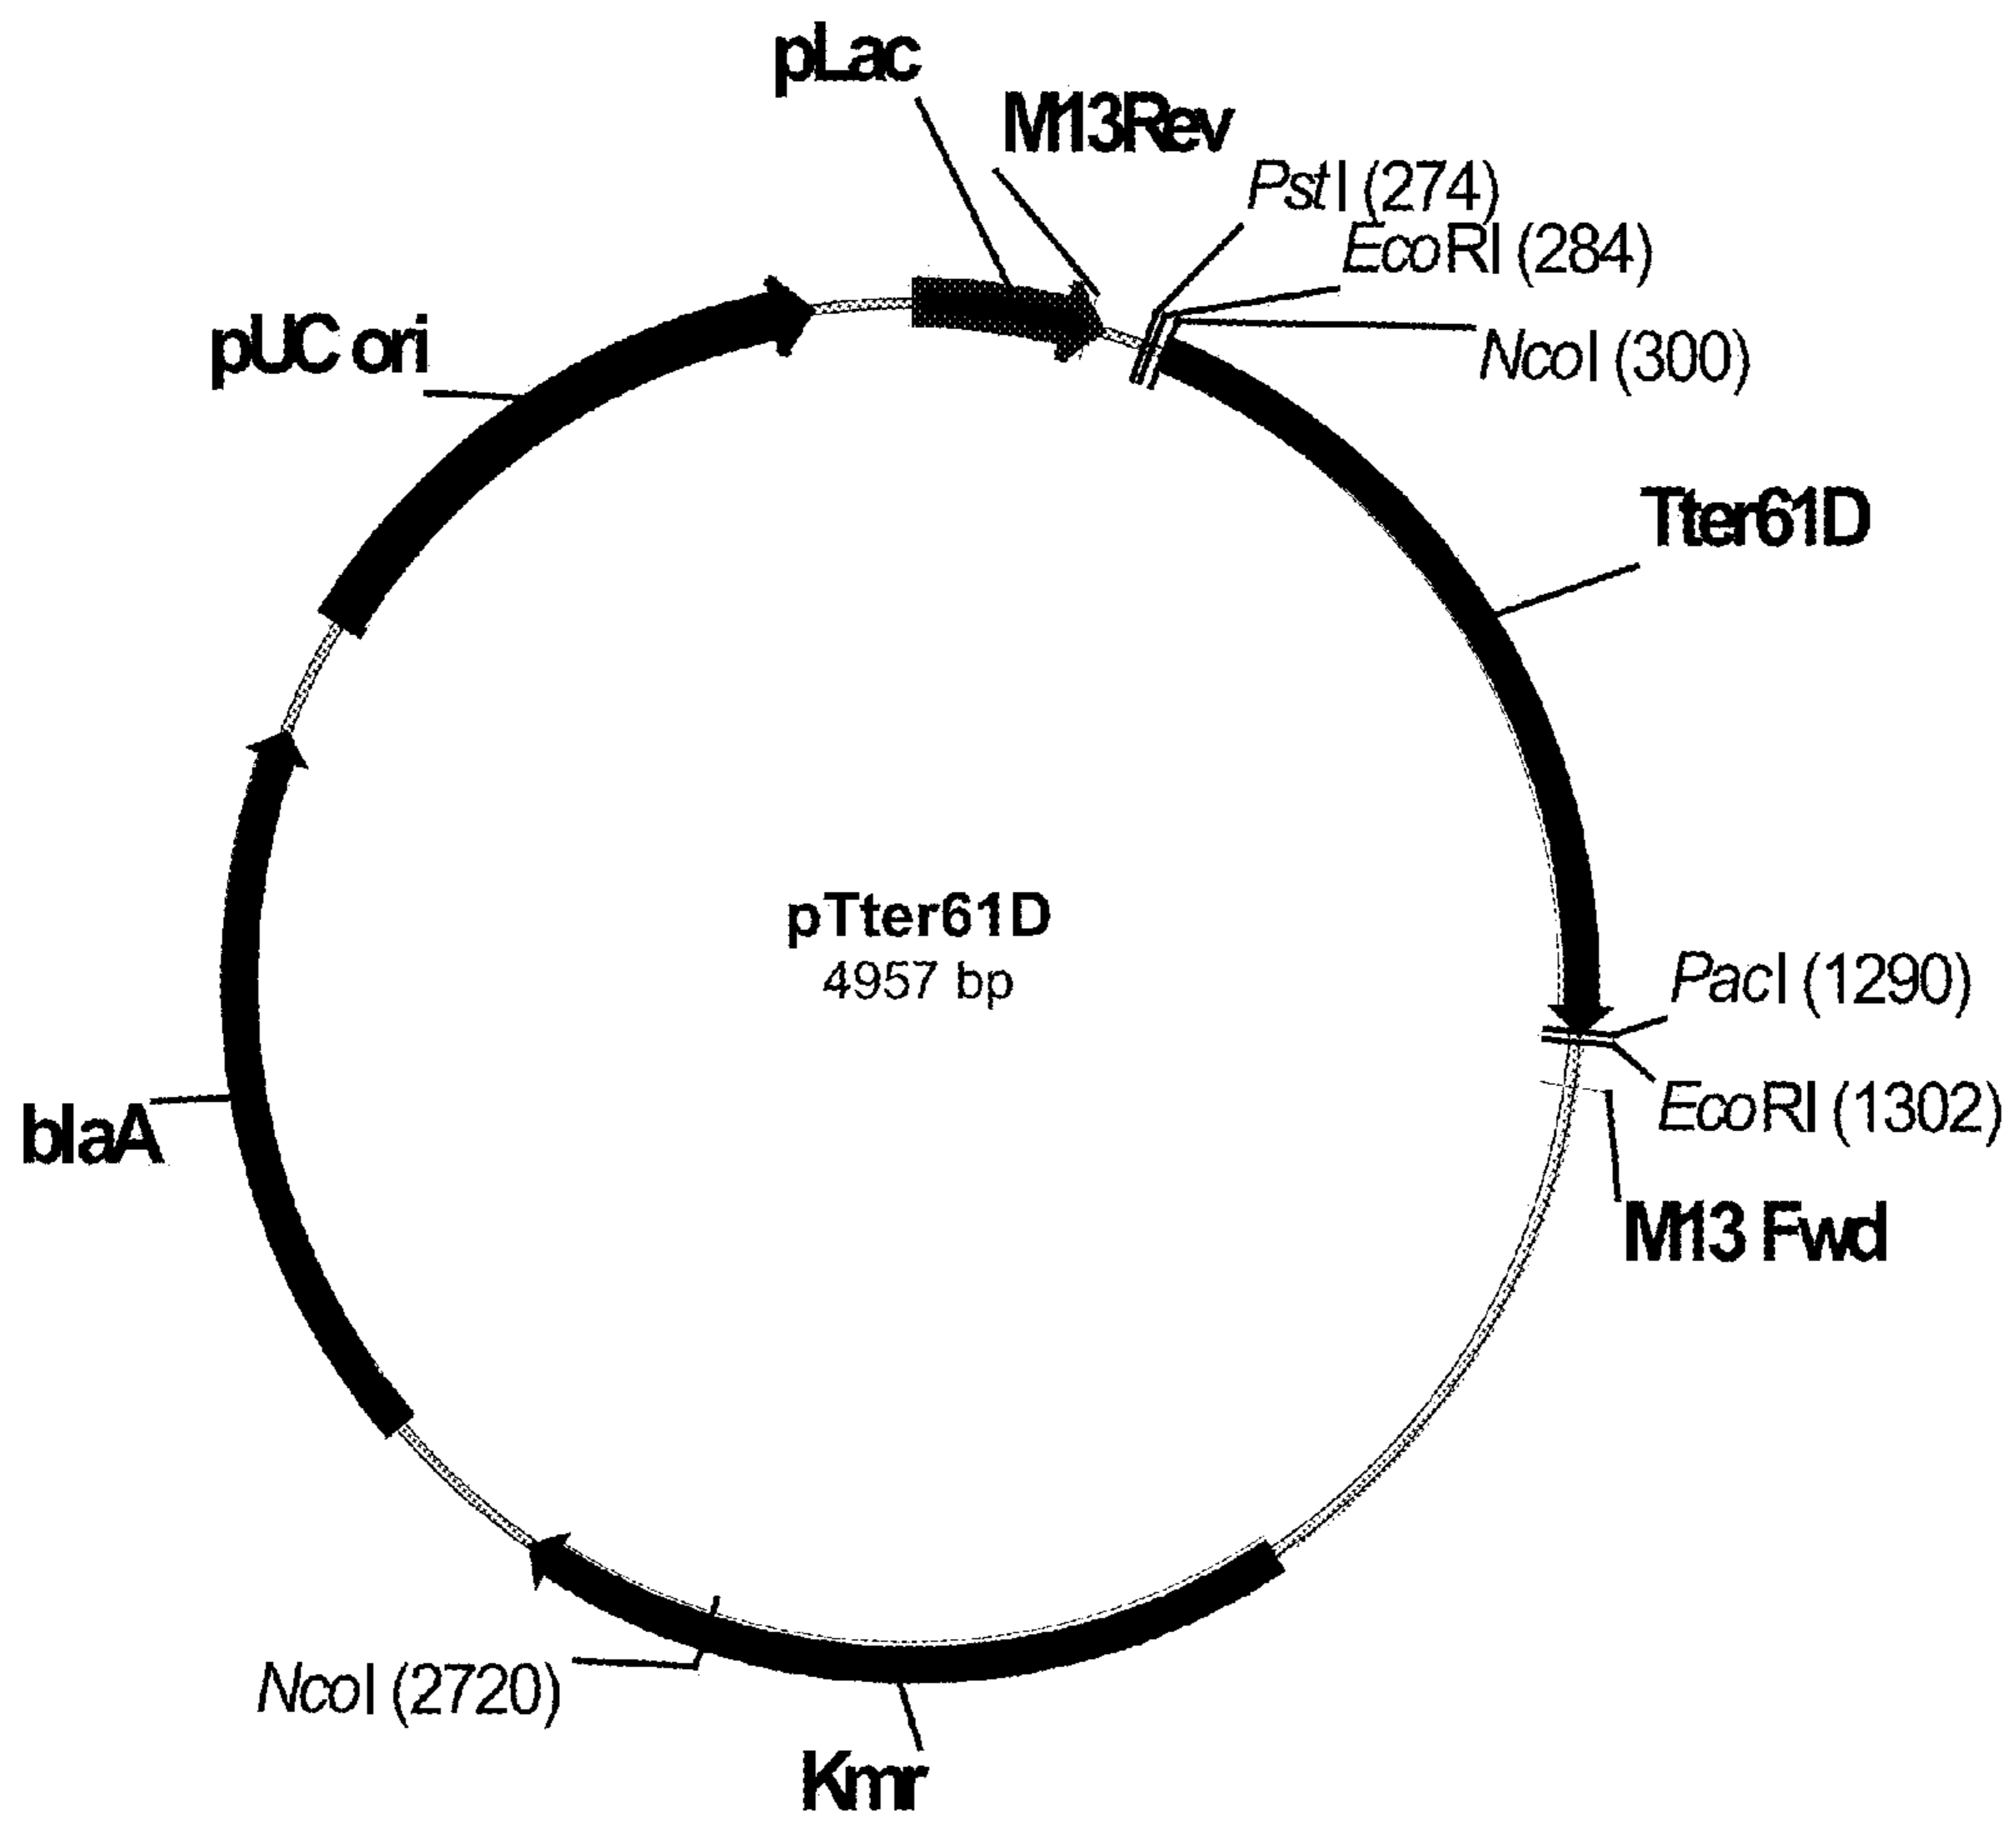 pLac
M13Rev
PstI (274)
EcoRI (284)
pUC ori
NcoI (300)
Tter61D
pTter61D
4957 bp
PacI (1290)
EcoRI (1302)
blaA
M13 Fwd
NcoI (2720)
Kmr